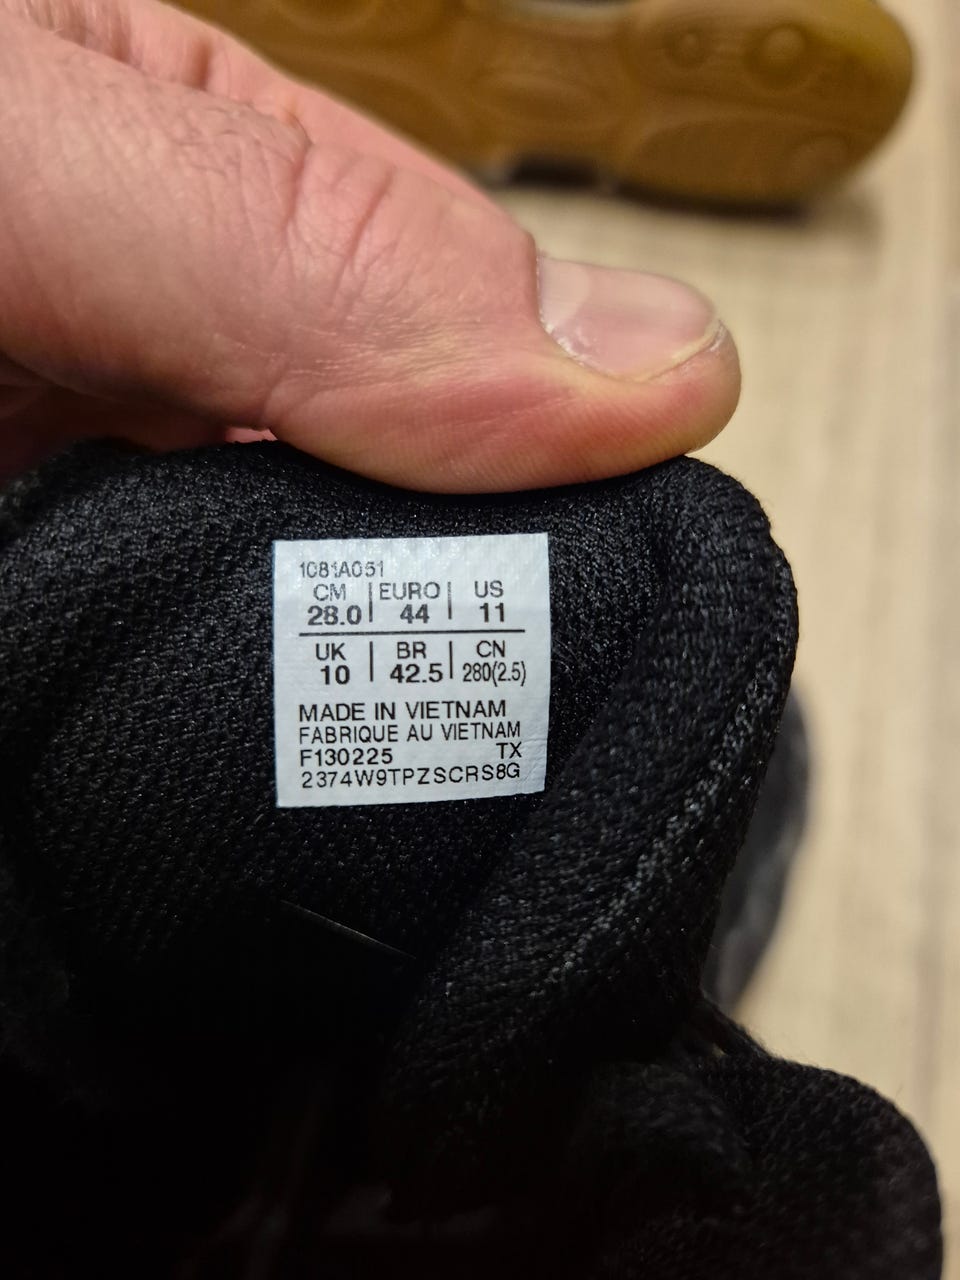 1081A051
CM | EURO | US
28.0 | 44 | 11
UK | BR | CN
10 | 42.5 | 280(2.5)
MADE IN VIETNAM
FABRIQUE AU VIETNAM
F130225 TX
2374W9TPZSCRS8G